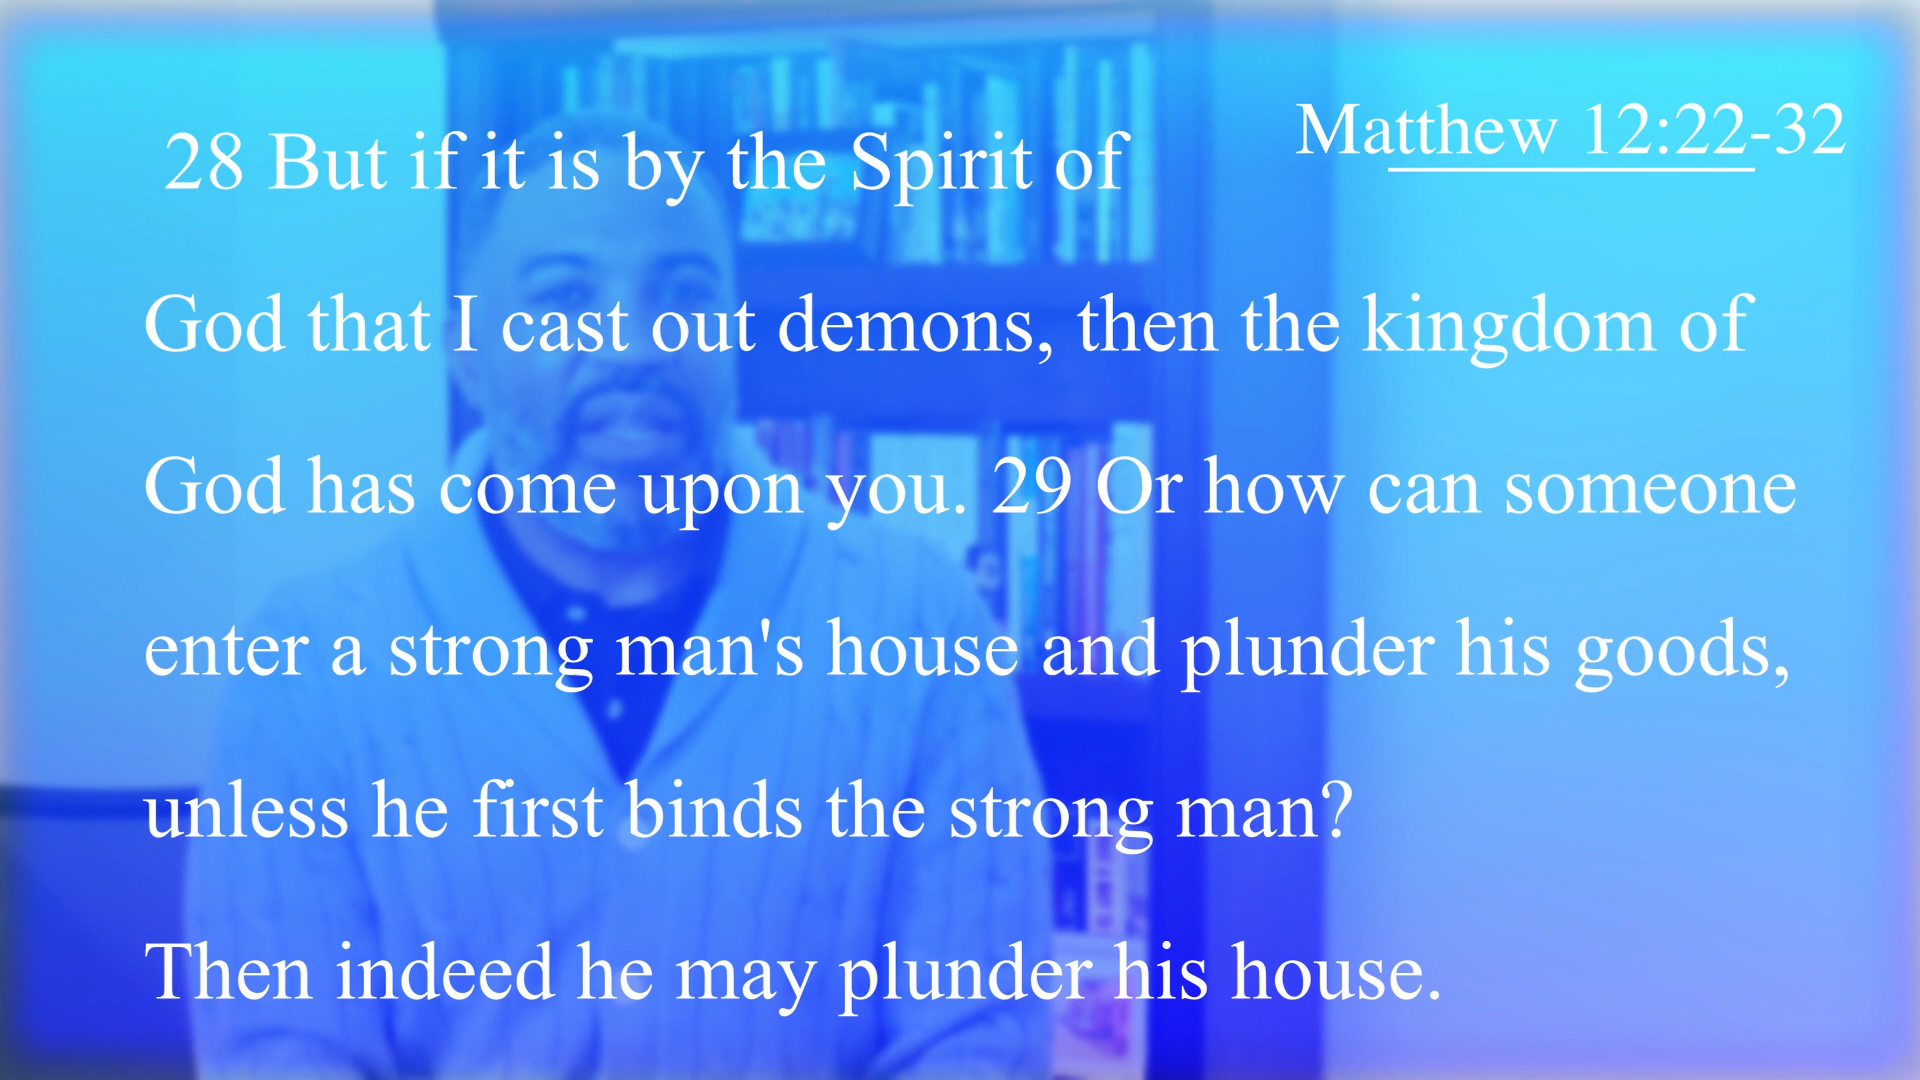 Matthew 12:22-32
28 But if it is by the Spirit of
God that I cast out demons, then the kingdom of
God has come upon you. 29 Or how can someone
enter a strong man's house and plunder his goods,
unless he first binds the strong man?
Then indeed he may plunder his house.